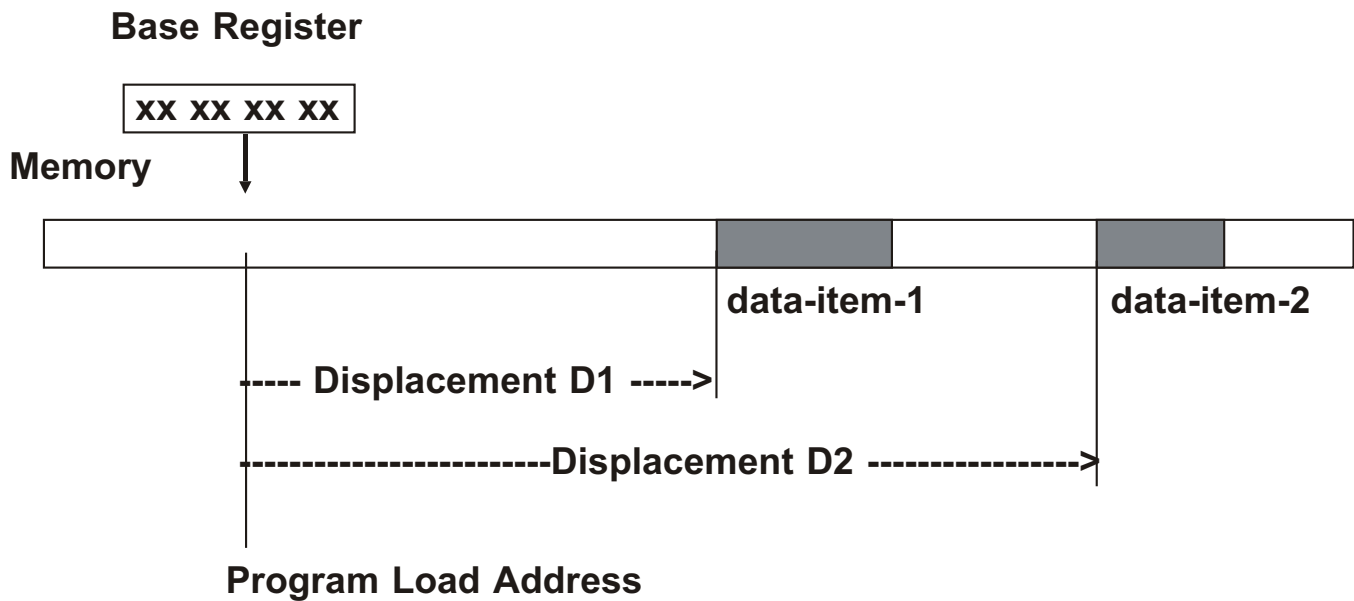 Base Register
xx xx xx xx
Memory
data-item-1
data-item-2
----- Displacement D1 ----->
------------------------Displacement D2 ----------------->
Program Load Address